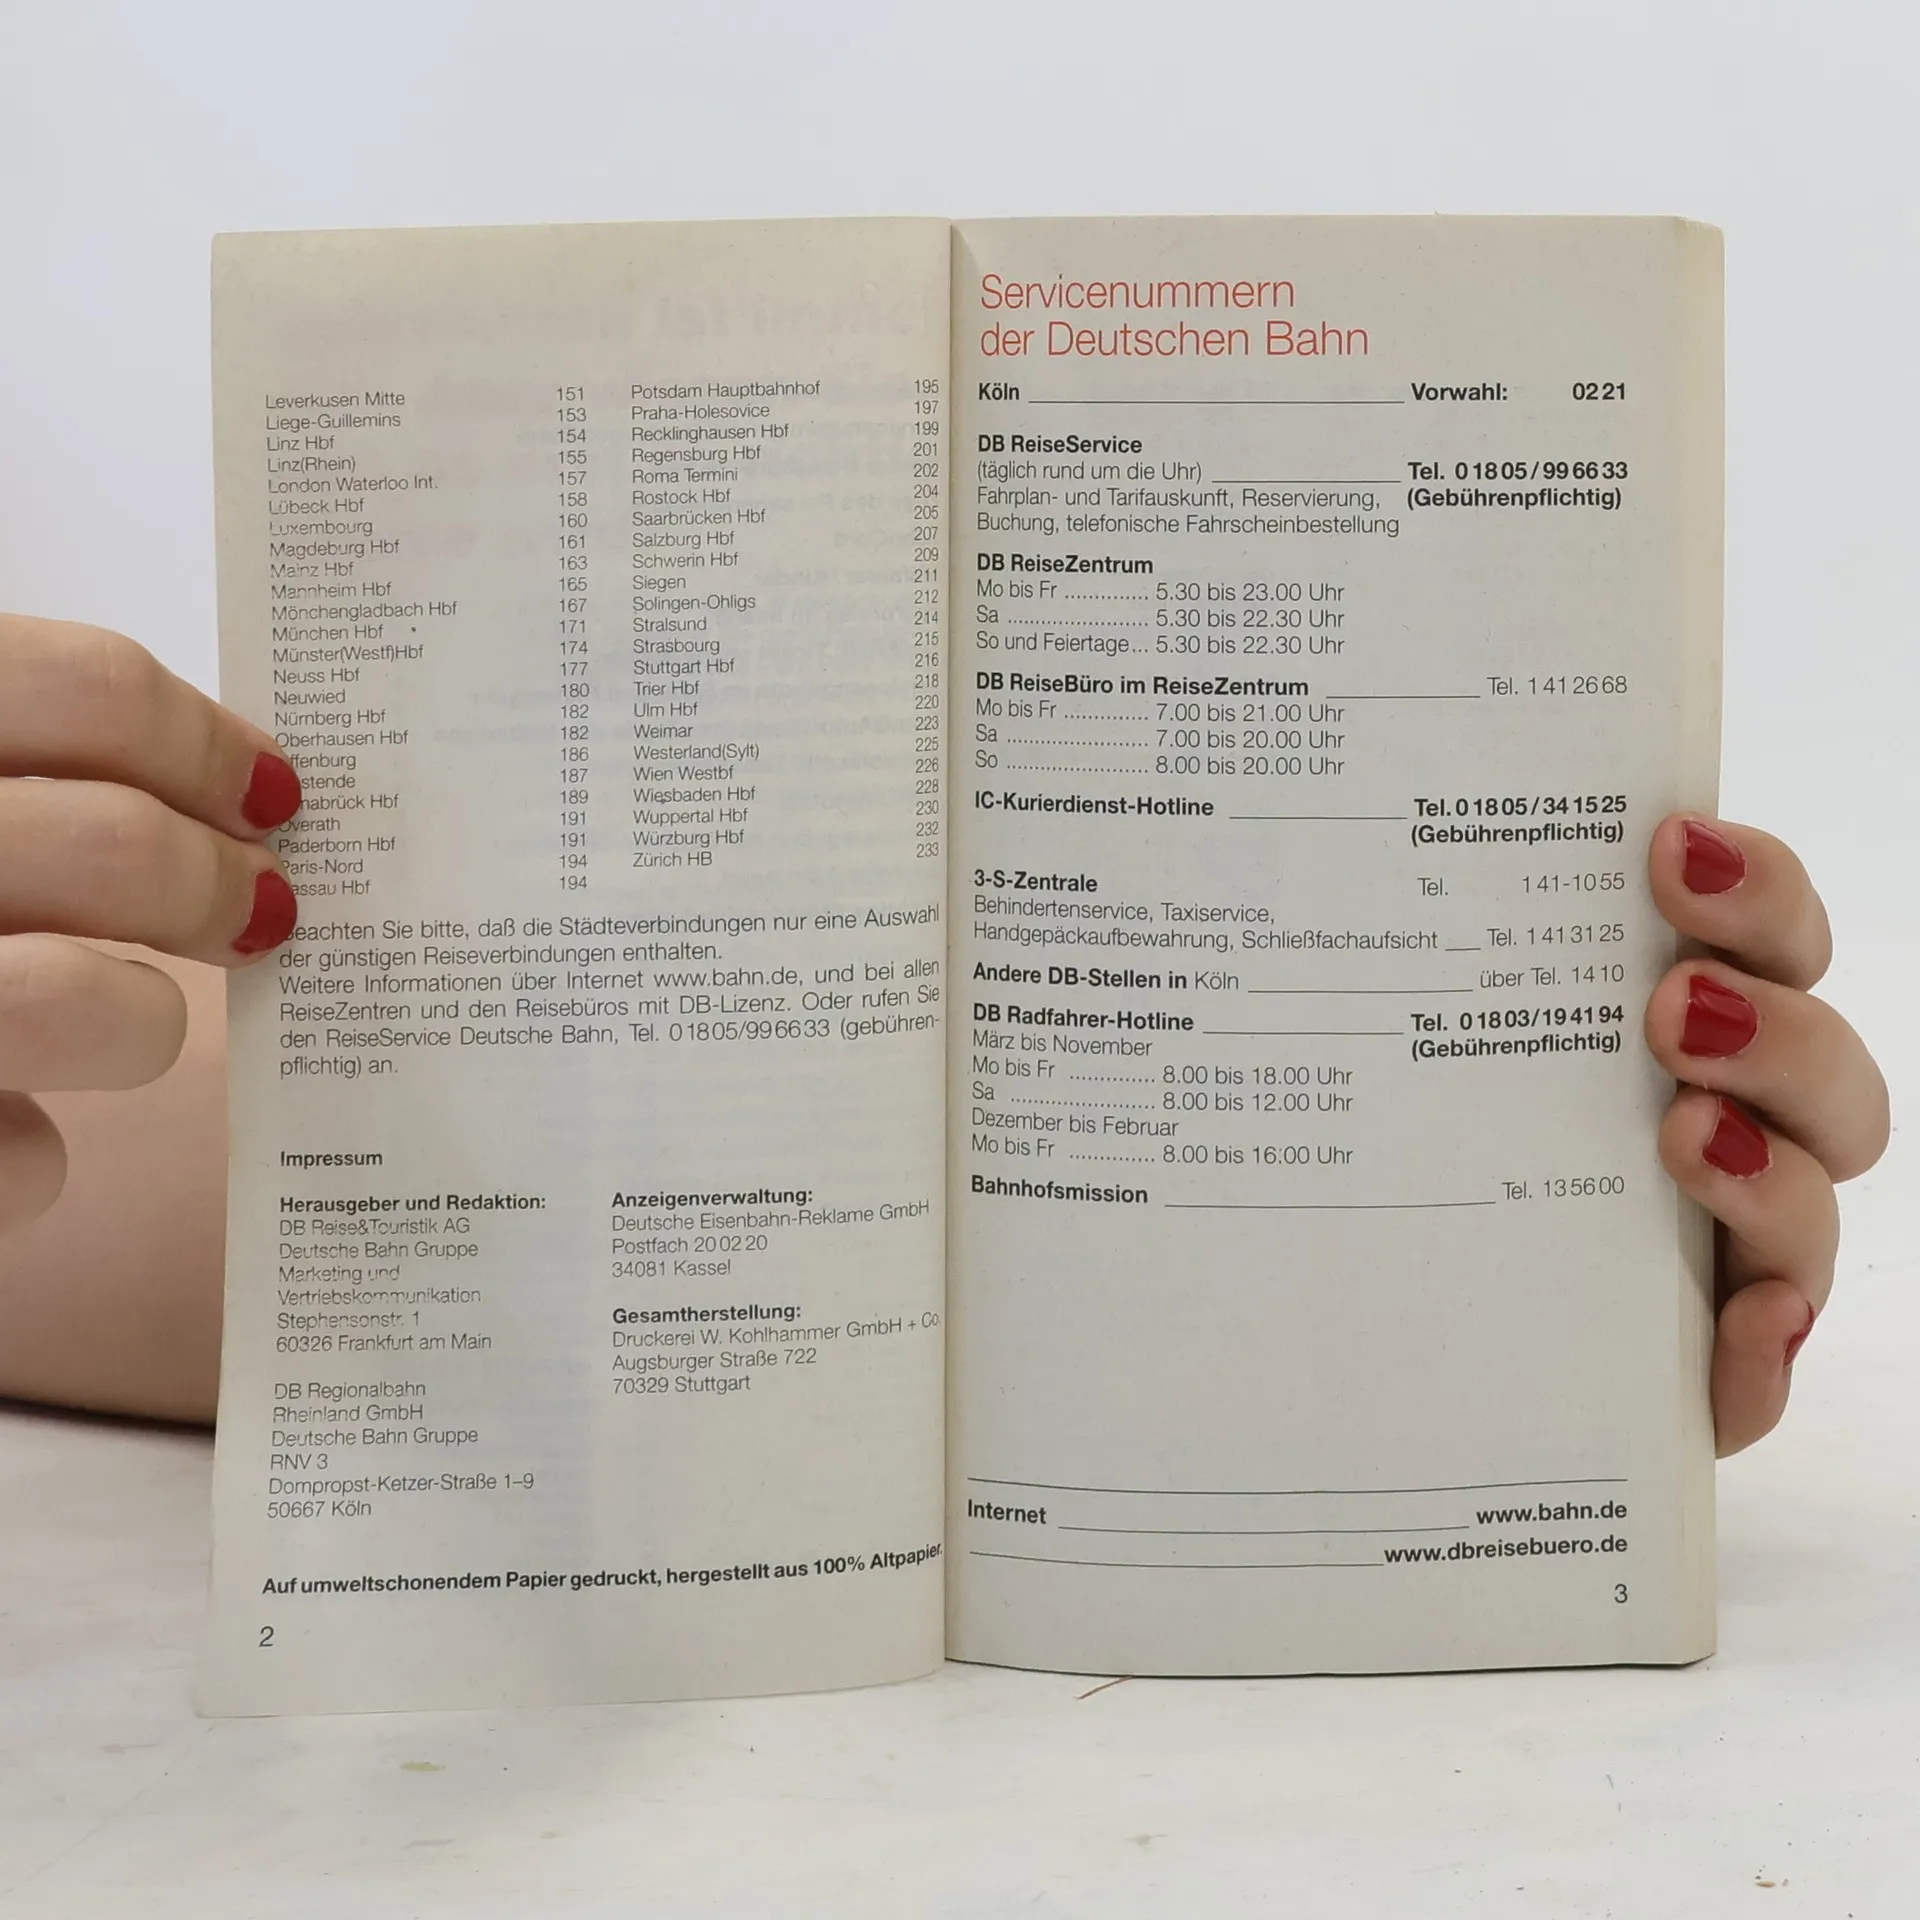 Leverkusen Mitte 151
Liege-Guillemins 153
Linz Hbf 154
Linz(Rhein) 155
London Waterloo Int. 157
Lübeck Hbf 158
Luxembourg 160
Magdeburg Hbf 161
Mainz Hbf 163
Mannheim Hbf 165
Mönchengladbach Hbf 167
München Hbf 171
Münster(Westf)Hbf 174
Neuss Hbf 177
Neuwied 180
Nürnberg Hbf 182
Oberhausen Hbf 182
ffenburg 186
stende 187
nabrück Hbf 189
Overath 191
Paderborn Hbf 191
Paris-Nord 194
assau Hbf 194
Potsdam Hauptbahnhof 195
Praha-Holesovice 197
Recklinghausen Hbf 199
Regensburg Hbf 201
Roma Termini 202
Rostock Hbf 204
Saarbrücken Hbf 205
Salzburg Hbf 207
Schwerin Hbf 209
Siegen 211
Solingen-Ohligs 212
Stralsund 214
Strasbourg 215
Stuttgart Hbf 216
Trier Hbf 218
Ulm Hbf 220
Weimar 223
Westerland(Sylt) 225
Wien Westbf 226
Wiesbaden Hbf 228
Wuppertal Hbf 230
Würzburg Hbf 232
Zürich HB 233
Beachten Sie bitte, daß die Städteverbindungen nur eine Auswahl
der günstigen Reiseverbindungen enthalten.
Weitere Informationen über Internet www.bahn.de, und bei allen
ReiseZentren und den Reisebüros mit DB-Lizenz. Oder rufen Sie
den ReiseService Deutsche Bahn, Tel. 01805/996633 (gebühren-
pflichtig) an.
Impressum
Herausgeber und Redaktion:
DB Reise&Touristik AG
Deutsche Bahn Gruppe
Marketing und
Vertriebskommunikation
Stephensonstr. 1
60326 Frankfurt am Main
DB Regionalbahn
Rheinland GmbH
Deutsche Bahn Gruppe
RNV 3
Dompropst-Ketzer-Straße 1–9
50667 Köln
Anzeigenverwaltung:
Deutsche Eisenbahn-Reklame GmbH
Postfach 200220
34081 Kassel
Gesamtherstellung:
Druckerei W. Kohlhammer GmbH + Co.
Augsburger Straße 722
70329 Stuttgart
Auf umweltschonendem Papier gedruckt, hergestellt aus 100% Altpapier.
2
Servicenummern
der Deutschen Bahn
Köln Vorwahl: 0221
DB ReiseService
(täglich rund um die Uhr) Tel. 01805/996633
Fahrplan- und Tarifauskunft, Reservierung, (Gebührenpflichtig)
Buchung, telefonische Fahrscheinbestellung
DB ReiseZentrum
Mo bis Fr .............. 5.30 bis 23.00 Uhr
Sa ........................ 5.30 bis 22.30 Uhr
So und Feiertage... 5.30 bis 22.30 Uhr
DB ReiseBüro im ReiseZentrum Tel. 1412668
Mo bis Fr .............. 7.00 bis 21.00 Uhr
Sa ........................ 7.00 bis 20.00 Uhr
So ........................ 8.00 bis 20.00 Uhr
IC-Kurierdienst-Hotline Tel.01805/341525
(Gebührenpflichtig)
3-S-Zentrale Tel. 141-1055
Behindertenservice, Taxiservice,
Handgepäckaufbewahrung, Schließfachaufsicht Tel. 1413125
Andere DB-Stellen in Köln über Tel. 1410
DB Radfahrer-Hotline Tel. 01803/194194
März bis November (Gebührenpflichtig)
Mo bis Fr .............. 8.00 bis 18.00 Uhr
Sa ........................ 8.00 bis 12.00 Uhr
Dezember bis Februar
Mo bis Fr .............. 8.00 bis 16:00 Uhr
Bahnhofsmission Tel. 135600
Internet www.bahn.de
www.dbreisebuero.de
3